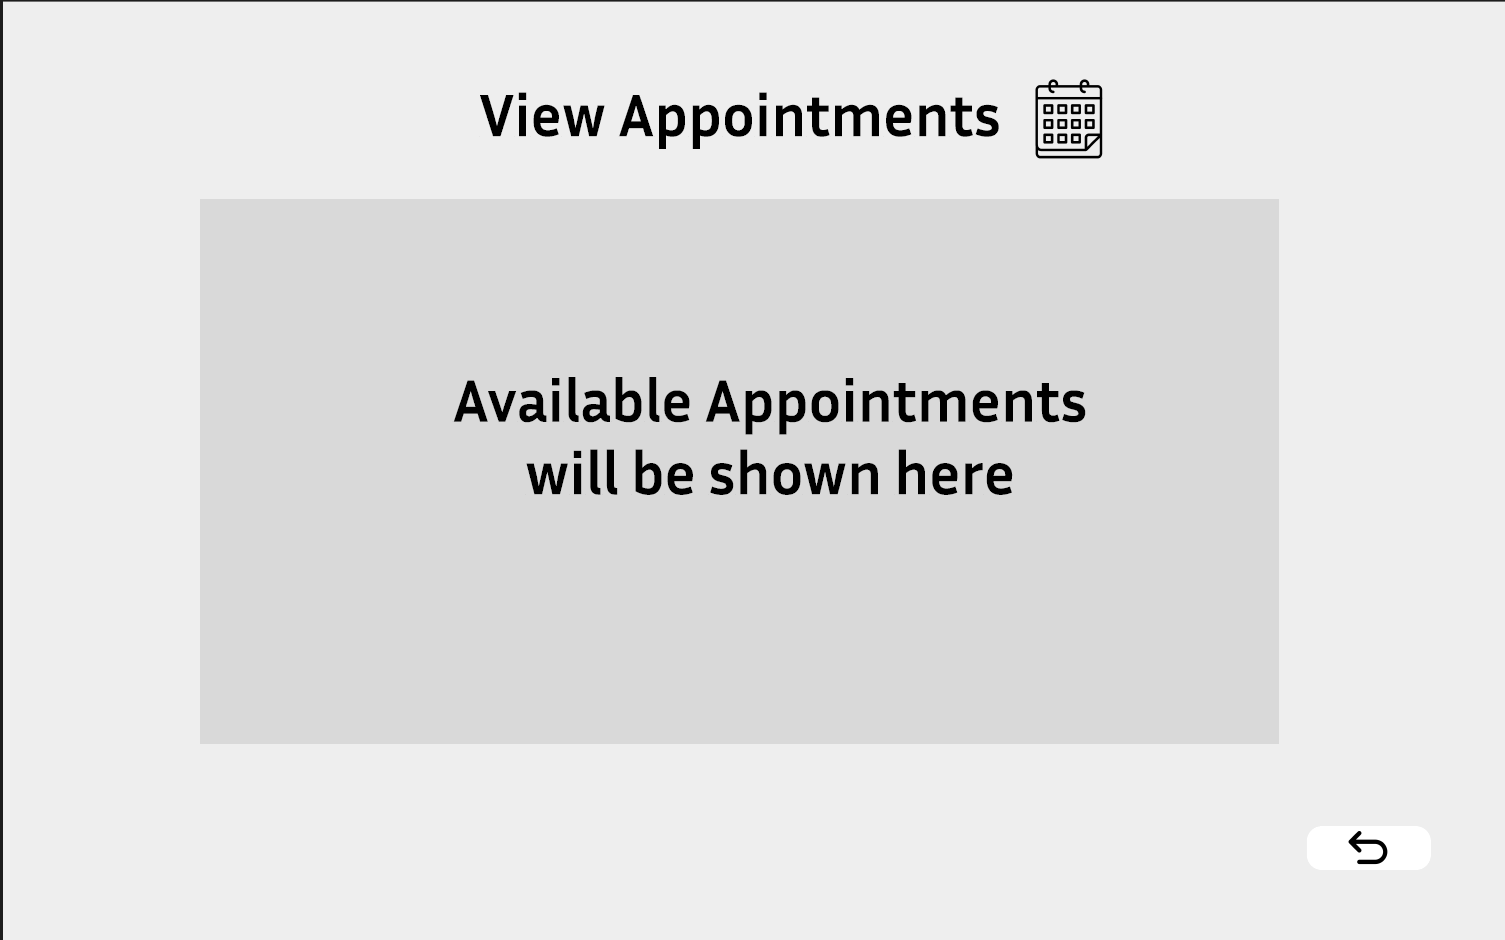 View Appointments
Available Appointments
will be shown here